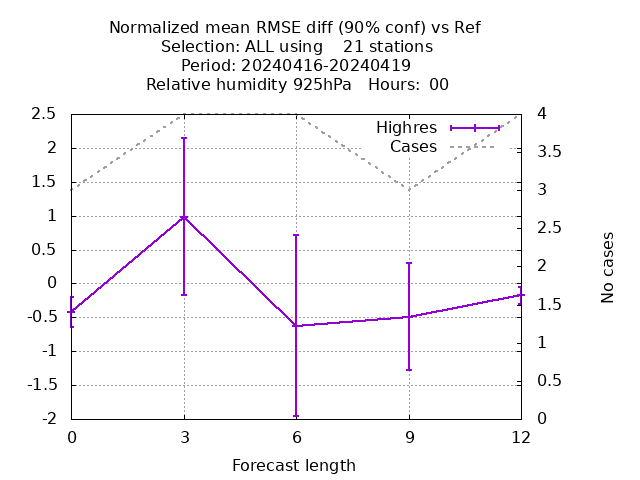 Normalized mean RMSE diff (90% conf) vs Ref
Selection: ALL using    21 stations
Period: 20240416-20240419
Relative humidity 925hPa   Hours:  00
2.5
2
1.5
1
0.5
0
-0.5
-1
-1.5
-2
Highres
Cases
4
3.5
3
2.5
2
1.5
1
0.5
0
No cases
0 3 6 9 12
Forecast length